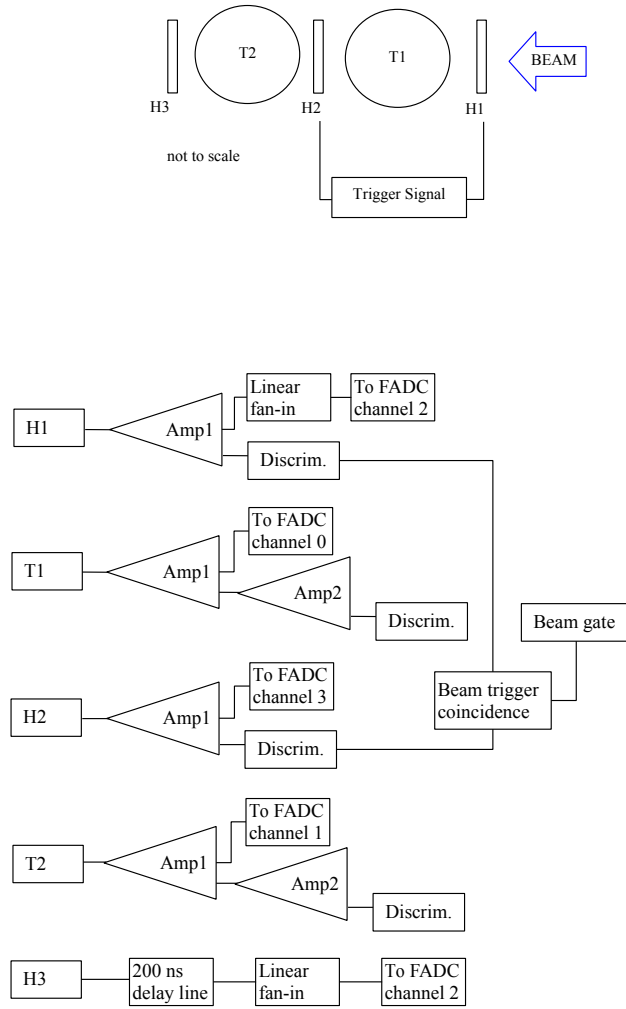 T2
T1
BEAM
H3
H2
H1
not to scale
Trigger Signal
Linear
fan-in
To FADC
channel 2
H1
Amp1
Discrim.
To FADC
channel 0
T1
Amp1
Amp2
Discrim.
Beam gate
To FADC
channel 3
H2
Amp1
Discrim.
Beam trigger
coincidence
To FADC
channel 1
T2
Amp1
Amp2
Discrim.
H3
200 ns
delay line
Linear
fan-in
To FADC
channel 2